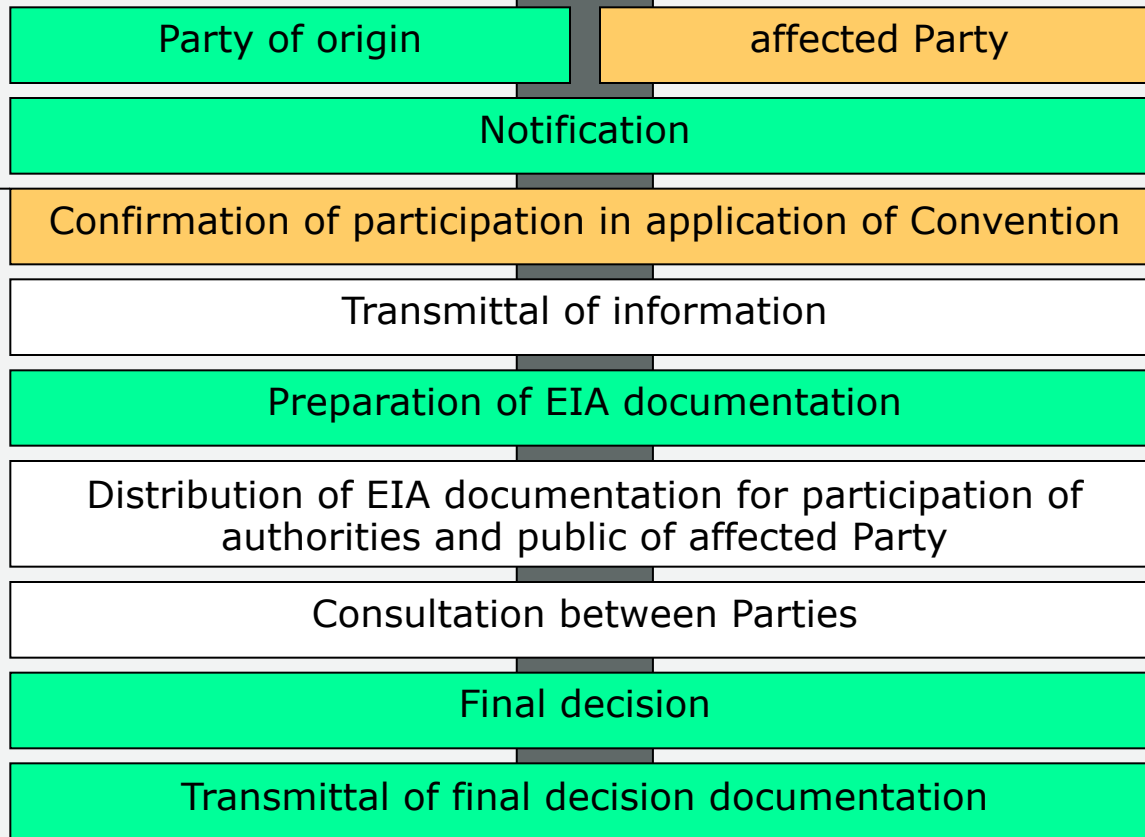 Party of origin
affected Party
Notification
Confirmation of participation in application of Convention
Transmittal of information
Preparation of EIA documentation
Distribution of EIA documentation for participation of
authorities and public of affected Party
Consultation between Parties
Final decision
Transmittal of final decision documentation